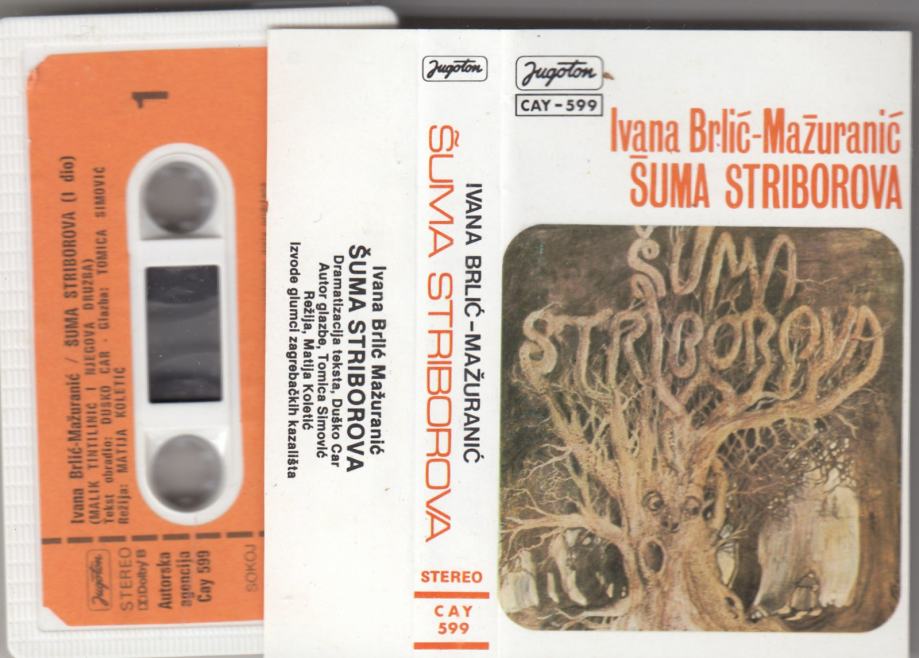 1
Ivana Brlić-Mažuranić / ŠUMA STRIBOROVA (I dio)
(MALIK TINTILINIĆ I NJEGOVA DRUŽBA)
Tekst obradio: DUŠKO CAR - Glazba: TOMICA SIMOVIĆ
Režija: MATIJA KOLETIĆ
Jugoton
STEREO
DOlby B
Autorska
agencija
Cay 599
SOKOJ
Ivana Brlić Mažuranić
ŠUMA STRIBOROVA
Dramatizacija teksta, Duško Car
Autor glazbe, Tomica Simović
Režija, Matija Koletić
Izvode glumci zagrebačkih kazališta
Jugoton
IVANA BRLIĆ-MAŽURANIĆ
ŠUMA STRIBOROVA
STEREO
CAY
599
Jugoton
CAY-599
Ivana Brlić-Mažuranić
ŠUMA STRIBOROVA
ŠUMA
STRIBOROVA